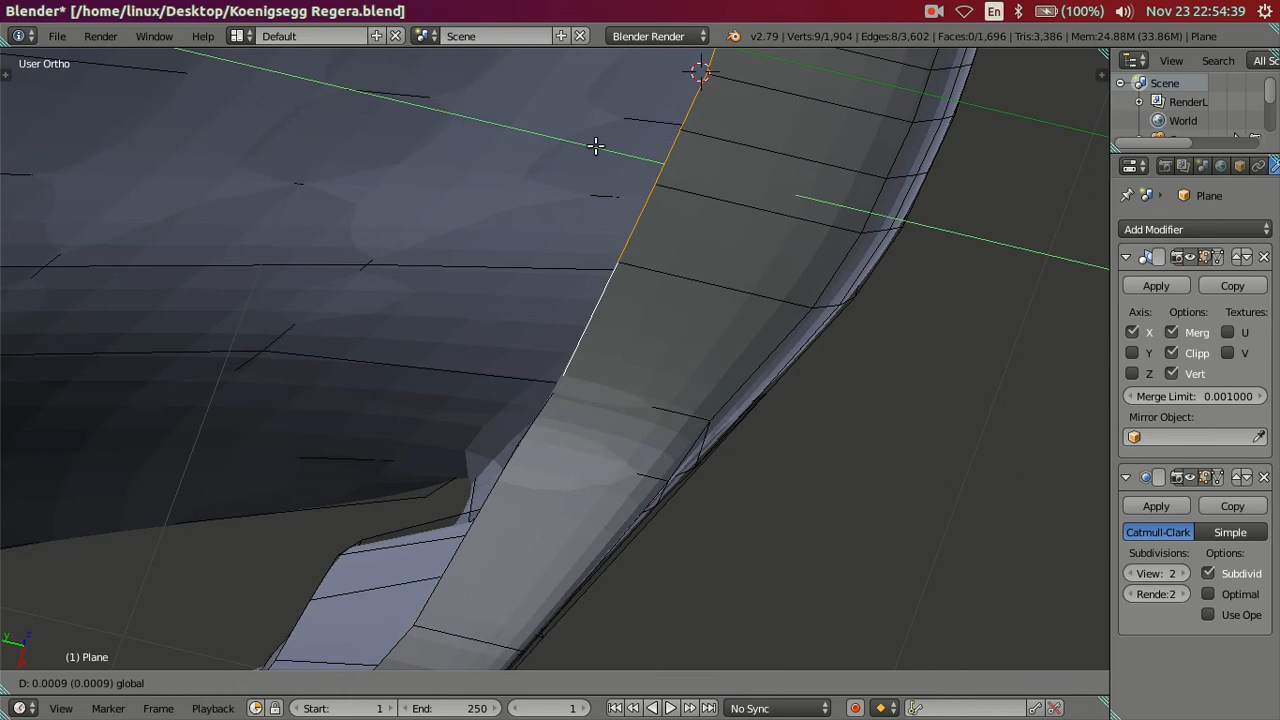 Blender* [/home/linux/Desktop/Koenigsegg Regera.blend]
En (100%) Nov 23 22:54:39
File Render Window Help Default Scene Blender Render v2.79 | Verts:9/1,904 | Edges:8/3,602 | Faces:0/1,696 | Tris:3,386 | Mem:24.88M (33.86M) | Plane
User Ortho
View Search All Sc
Scene
RenderL
World
Plane
Add Modifier
Apply Copy
Axis: Options: Textures:
X Merg U
Y Clipp V
Z Vert
Merge Limit: 0.001000
Mirror Object:
Apply Copy
Catmull-Clark Simple
Subdivisions: Options:
View: 2 Subdivid
Rende:2 Optimal
Use Ope
y z x
(1) Plane
D: 0.0009 (0.0009) global
View Marker Frame Playback Start: 1 End: 250 1 No Sync